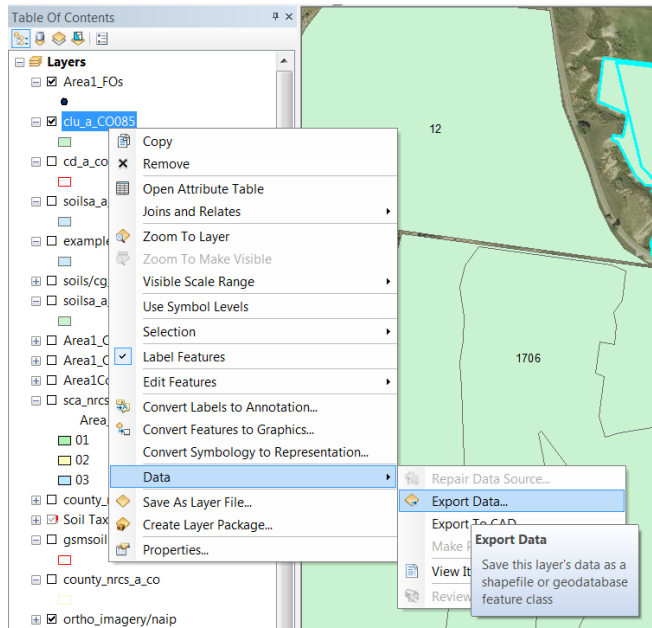 Table Of Contents
Layers
Area1_FOs
clu_a_CO085
cd_a_co
soilsa_a
example
soils/cg
soilsa_a
Area1_C
Area1_C
Area1Co
sca_nrcs
Area
01
02
03
county_n
Soil Tax
gsmsoil
county_nrcs_a_co
ortho_imagery/naip
Copy
Remove
Open Attribute Table
Joins and Relates
Zoom To Layer
Zoom To Make Visible
Visible Scale Range
Use Symbol Levels
Selection
Label Features
Edit Features
Convert Labels to Annotation...
Convert Features to Graphics...
Convert Symbology to Representation...
Data
Save As Layer File...
Create Layer Package...
Properties...
Repair Data Source...
Export Data...
Export To CAD
Make
View It
Review
Export Data
Save this layer's data as a
shapefile or geodatabase
feature class
12
1706